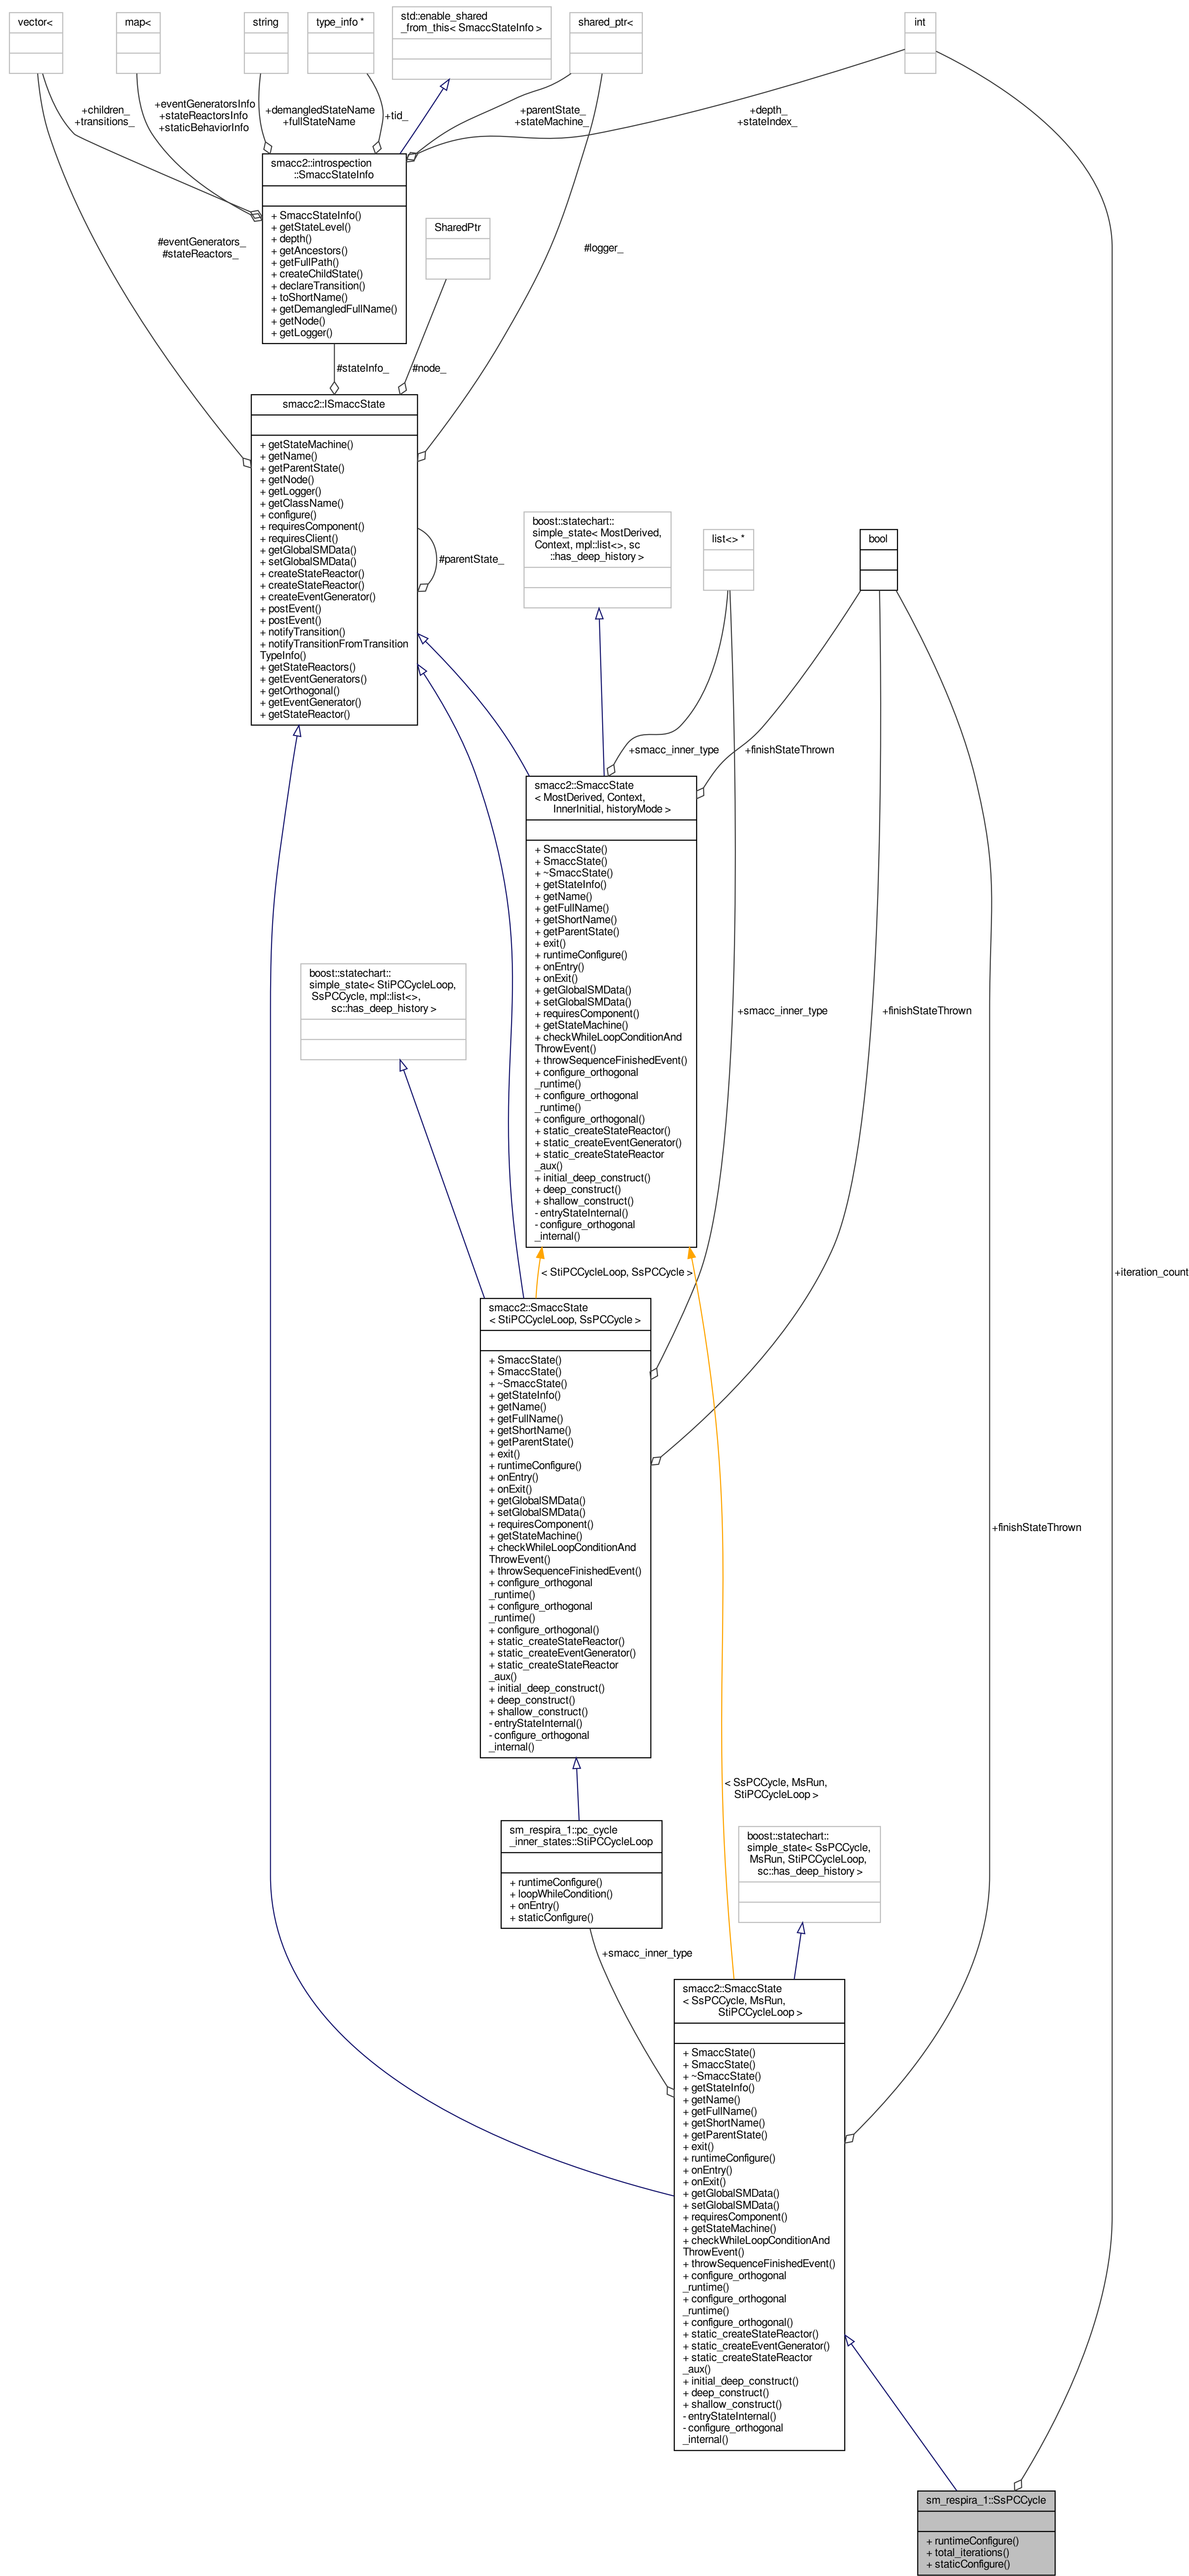 vector<
map<
string
type_info *
std::enable_shared
_from_this< SmaccStateInfo >
shared_ptr<
int
+children_
+transitions_
+eventGeneratorsInfo
+stateReactorsInfo
+staticBehaviorInfo
+demangledStateName
+fullStateName
+tid_
+parentState_
+stateMachine_
+depth_
+stateIndex_
smacc2::introspection
::SmaccStateInfo
+ SmaccStateInfo()
+ getStateLevel()
+ depth()
+ getAncestors()
+ getFullPath()
+ createChildState()
+ declareTransition()
+ toShortName()
+ getDemangledFullName()
+ getNode()
+ getLogger()
SharedPtr
#eventGenerators_
#stateReactors_
#logger_
#stateInfo_
#node_
smacc2::ISmaccState
+ getStateMachine()
+ getName()
+ getParentState()
+ getNode()
+ getLogger()
+ getClassName()
+ configure()
+ requiresComponent()
+ requiresClient()
+ getGlobalSMData()
+ setGlobalSMData()
+ createStateReactor()
+ createStateReactor()
+ createEventGenerator()
+ postEvent()
+ postEvent()
+ notifyTransition()
+ notifyTransitionFromTransition
TypeInfo()
+ getStateReactors()
+ getEventGenerators()
+ getOrthogonal()
+ getEventGenerator()
+ getStateReactor()
#parentState_
boost::statechart::
simple_state< MostDerived,
Context, mpl::list<>, sc
::has_deep_history >
list<> *
bool
+smacc_inner_type
+finishStateThrown
smacc2::SmaccState
< MostDerived, Context,
InnerInitial, historyMode >
+ SmaccState()
+ SmaccState()
+ ~SmaccState()
+ getStateInfo()
+ getName()
+ getFullName()
+ getShortName()
+ getParentState()
+ exit()
+ runtimeConfigure()
+ onEntry()
+ onExit()
+ getGlobalSMData()
+ setGlobalSMData()
+ requiresComponent()
+ getStateMachine()
+ checkWhileLoopConditionAnd
ThrowEvent()
+ throwSequenceFinishedEvent()
+ configure_orthogonal
_runtime()
+ configure_orthogonal
_runtime()
+ configure_orthogonal()
+ static_createStateReactor()
+ static_createEventGenerator()
+ static_createStateReactor
_aux()
+ initial_deep_construct()
+ deep_construct()
+ shallow_construct()
- entryStateInternal()
- configure_orthogonal
_internal()
boost::statechart::
simple_state< StiPCCycleLoop,
SsPCCycle, mpl::list<>,
sc::has_deep_history >
+smacc_inner_type
+finishStateThrown
< StiPCCycleLoop, SsPCCycle >
+iteration_count
smacc2::SmaccState
< StiPCCycleLoop, SsPCCycle >
+ SmaccState()
+ SmaccState()
+ ~SmaccState()
+ getStateInfo()
+ getName()
+ getFullName()
+ getShortName()
+ getParentState()
+ exit()
+ runtimeConfigure()
+ onEntry()
+ onExit()
+ getGlobalSMData()
+ setGlobalSMData()
+ requiresComponent()
+ getStateMachine()
+ checkWhileLoopConditionAnd
ThrowEvent()
+ throwSequenceFinishedEvent()
+ configure_orthogonal
_runtime()
+ configure_orthogonal
_runtime()
+ configure_orthogonal()
+ static_createStateReactor()
+ static_createEventGenerator()
+ static_createStateReactor
_aux()
+ initial_deep_construct()
+ deep_construct()
+ shallow_construct()
- entryStateInternal()
- configure_orthogonal
_internal()
+finishStateThrown
< SsPCCycle, MsRun,
StiPCCycleLoop >
sm_respira_1::pc_cycle
_inner_states::StiPCCycleLoop
+ runtimeConfigure()
+ loopWhileCondition()
+ onEntry()
+ staticConfigure()
boost::statechart::
simple_state< SsPCCycle,
MsRun, StiPCCycleLoop,
sc::has_deep_history >
+smacc_inner_type
smacc2::SmaccState
< SsPCCycle, MsRun,
StiPCCycleLoop >
+ SmaccState()
+ SmaccState()
+ ~SmaccState()
+ getStateInfo()
+ getName()
+ getFullName()
+ getShortName()
+ getParentState()
+ exit()
+ runtimeConfigure()
+ onEntry()
+ onExit()
+ getGlobalSMData()
+ setGlobalSMData()
+ requiresComponent()
+ getStateMachine()
+ checkWhileLoopConditionAnd
ThrowEvent()
+ throwSequenceFinishedEvent()
+ configure_orthogonal
_runtime()
+ configure_orthogonal
_runtime()
+ configure_orthogonal()
+ static_createStateReactor()
+ static_createEventGenerator()
+ static_createStateReactor
_aux()
+ initial_deep_construct()
+ deep_construct()
+ shallow_construct()
- entryStateInternal()
- configure_orthogonal
_internal()
sm_respira_1::SsPCCycle
+ runtimeConfigure()
+ total_iterations()
+ staticConfigure()